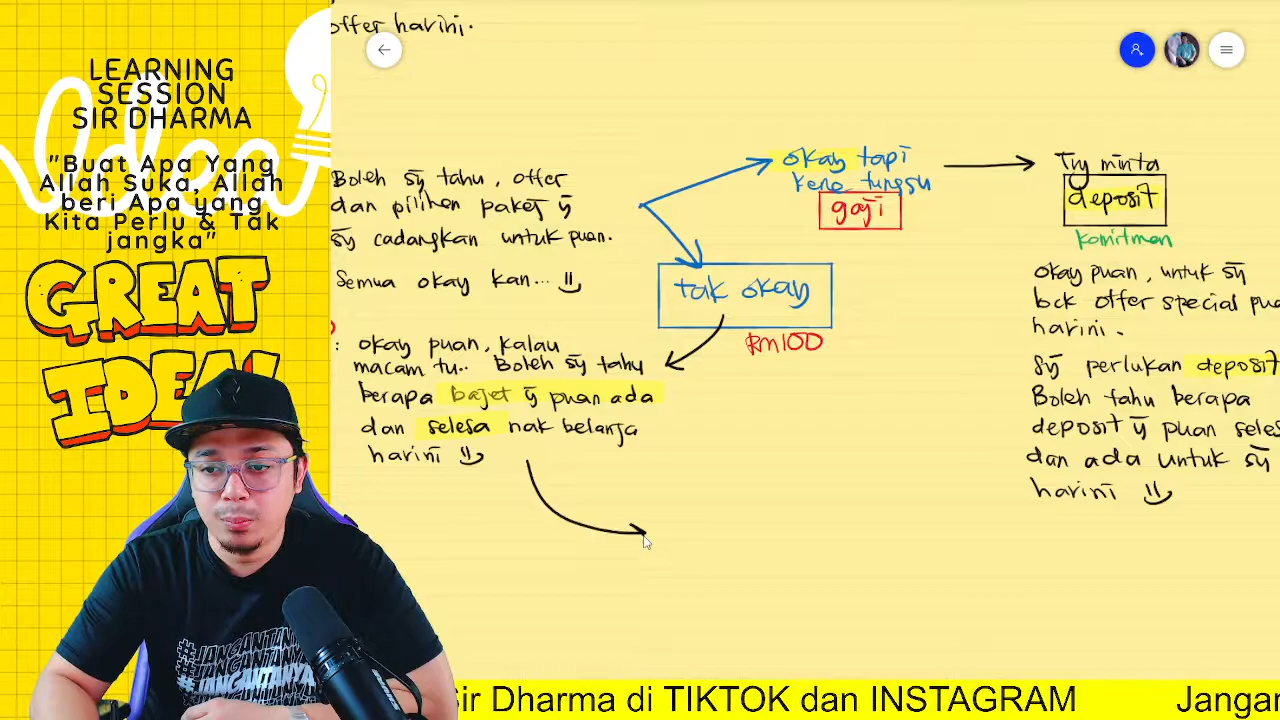 LEARNING
SESSION
SIR DHARMA
"Buat Apa Yang
Allah Suka, Allah
beri Apa yang
Kita Perlu & Tak
jangka"
GREAT
IDEA
offer harini.
Boleh sy tahu, offer
dan pilihan pakej ỹ
sy cadangkan untuk puan.
Semua okay kan...
: okay puan, kalau
macam tu.. Boleh sy tahu
berapa bajet ỹ puan ada
dan selesa nak belanja
harini
okay tapi
kena tunggu
gaji
tak okay
RM100
Try minta
deposit
komitmen
okay puan, untuk sy
bck offer special pua
harini.
sy perlukan deposit
Boleh tahu berapa
deposit ỹ puan seles
dan ada untuk sy
harini
#JANGANTANYA
#JANGANTANYA
Sir Dharma di TIKTOK dan INSTAGRAM
Jangan